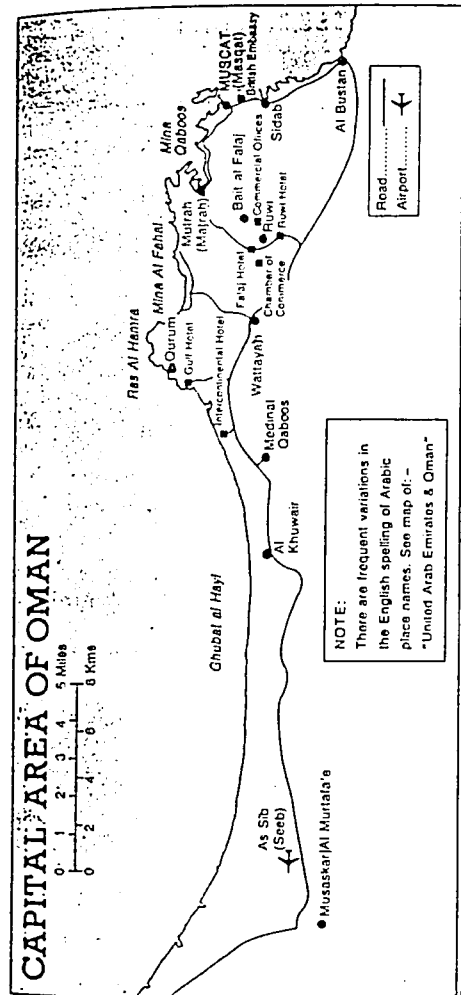 CAPITAL AREA OF OMAN
0 1 2 3 4 5 Miles
0 2 4 6 8 Kms
Ghubat al Hayl
Ras Al Hamra
Mina Al Fahal
Mina
Qaboos
Qurum
Gulf Hotel
Intercontinental Hotel
Mutrah
(Matrah)
MUSCAT
(Masqat)
British Embassy
Sidab
Al Bustan
Bait al Falaj
Commercial Offices
Ruwi
Ruwi Hotel
Falaj Hotel
Chamber of
Commerce
Wattayah
Medinal
Qaboos
Al
Khuwair
As Sib
(Seeb)
Musaskar Al Murtafa'e
NOTE:
There are frequent variations in
the English spelling of Arabic
place names. See map of: –
"United Arab Emirates & Oman"
Road..........
Airport.......